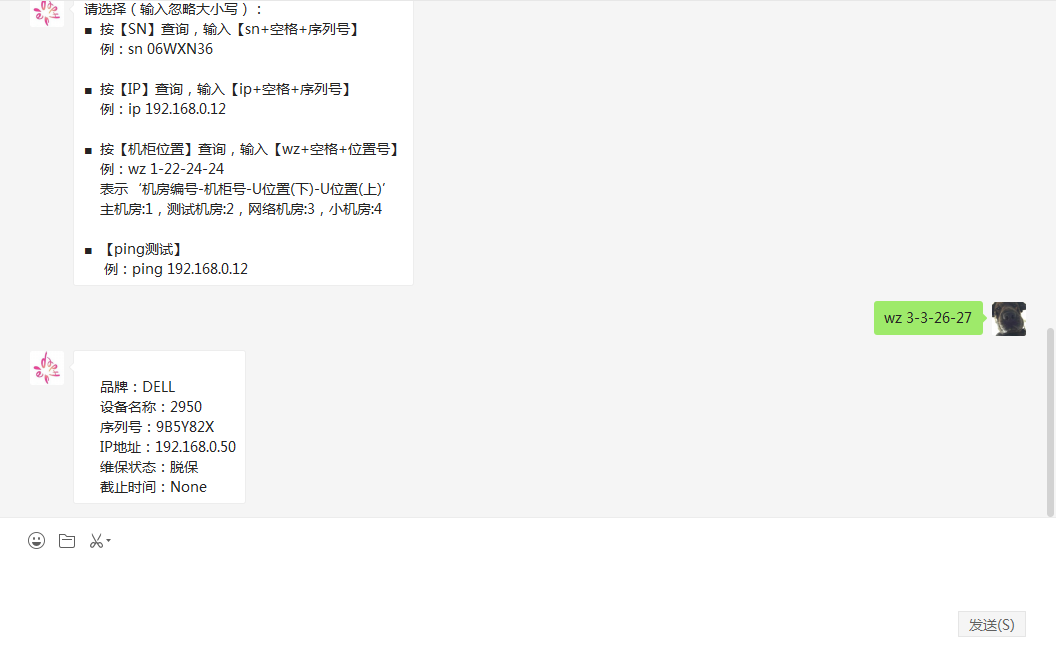 请选择（输入忽略大小写）：
▪ 按【SN】查询，输入【sn+空格+序列号】
例：sn 06WXN36
▪ 按【IP】查询，输入【ip+空格+序列号】
例：ip 192.168.0.12
▪ 按【机柜位置】查询，输入【wz+空格+位置号】
例：wz 1-22-24-24
表示‘机房编号-机柜号-U位置(下)-U位置(上)’
主机房:1，测试机房:2，网络机房:3，小机房:4
▪ 【ping测试】
例：ping 192.168.0.12
wz 3-3-26-27
品牌：DELL
设备名称：2950
序列号：9B5Y82X
IP地址：192.168.0.50
维保状态：脱保
截止时间：None
发送(S)